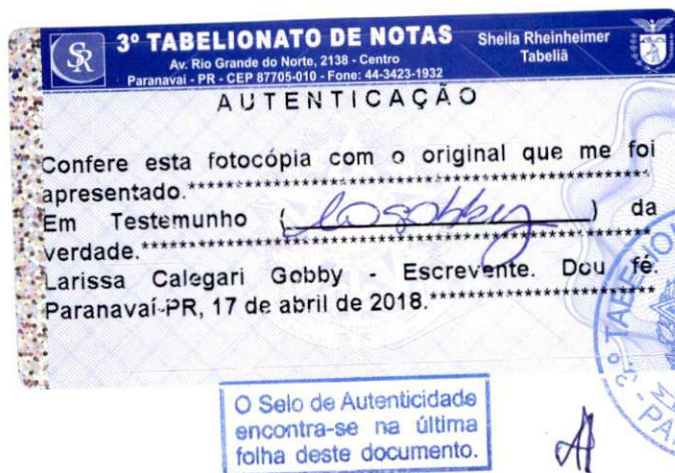 SR
3º TABELIONATO DE NOTAS
Sheila Rheinheimer
Tabeliã
Av. Rio Grande do Norte, 2138 - Centro
Paranavaí - PR - CEP 87705-010 - Fone: 44-3423-1932
AUTENTICAÇÃO
Confere esta fotocópia com o original que me foi
apresentado.**********************************************
Em Testemunho (                    ) da
verdade.**************************************************
Larissa Calegari Gobby - Escrevente. Dou fé.
Paranavaí-PR, 17 de abril de 2018.***********************
3º TABELION
O Selo de Autenticidade
encontra-se na última
folha deste documento.